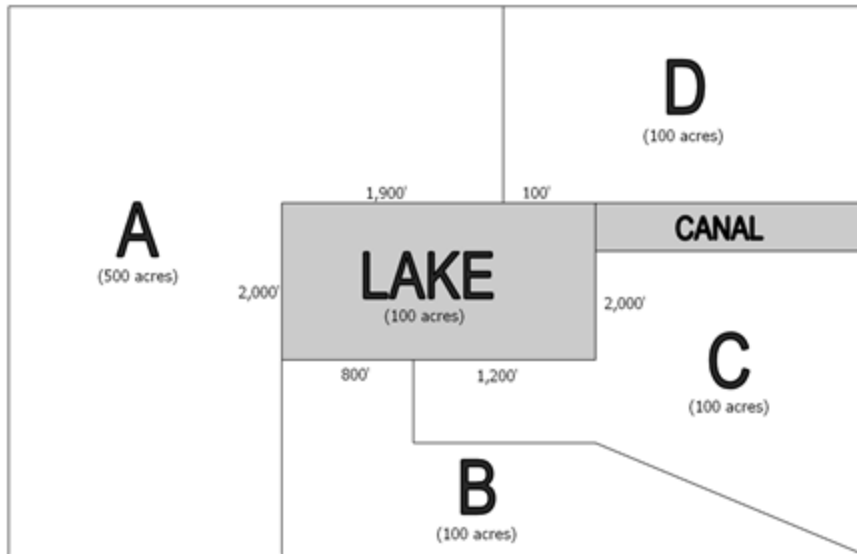 D
(100 acres)
1,900'
100'
A
(500 acres)
CANAL
LAKE
(100 acres)
2,000'
2,000'
C
(100 acres)
800'
1,200'
B
(100 acres)